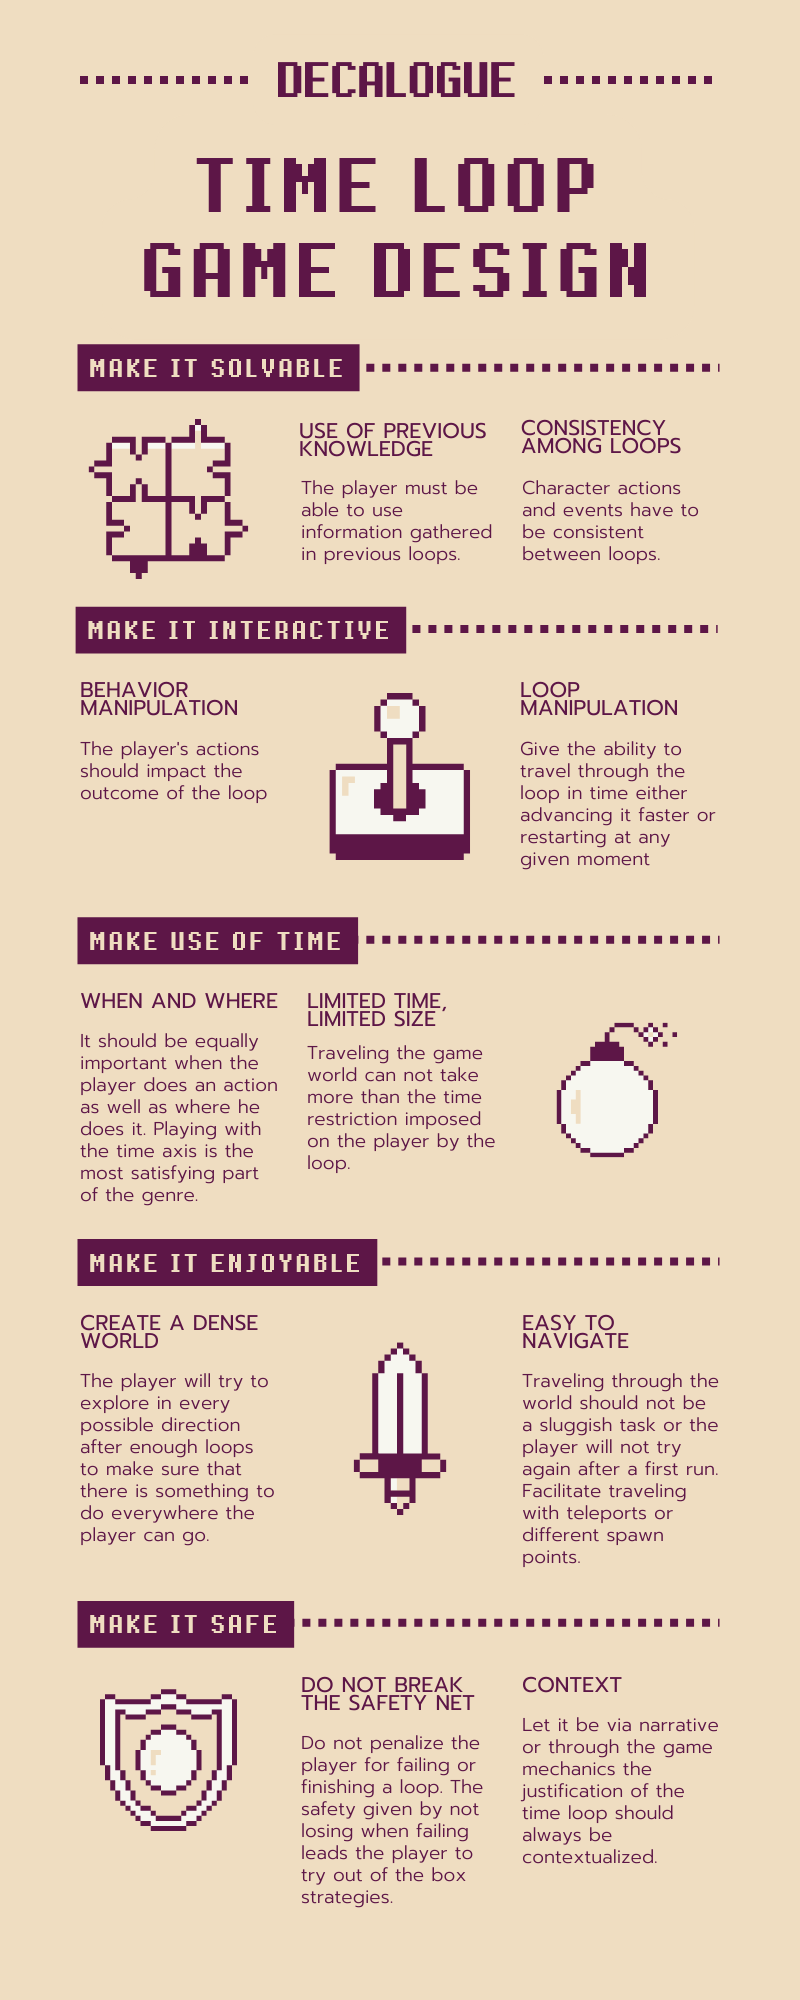 DECALOGUE
TIME LOOP
GAME DESIGN
MAKE IT SOLVABLE
USE OF PREVIOUS
KNOWLEDGE
The player must be
able to use
information gathered
in previous loops.
CONSISTENCY
AMONG LOOPS
Character actions
and events have to
be consistent
between loops.
MAKE IT INTERACTIVE
BEHAVIOR
MANIPULATION
The player's actions
should impact the
outcome of the loop
LOOP
MANIPULATION
Give the ability to
travel through the
loop in time either
advancing it faster or
restarting at any
given moment
MAKE USE OF TIME
WHEN AND WHERE
It should be equally
important when the
player does an action
as well as where he
does it. Playing with
the time axis is the
most satisfying part
of the genre.
LIMITED TIME,
LIMITED SIZE
Traveling the game
world can not take
more than the time
restriction imposed
on the player by the
loop.
MAKE IT ENJOYABLE
CREATE A DENSE
WORLD
The player will try to
explore in every
possible direction
after enough loops
to make sure that
there is something to
do everywhere the
player can go.
EASY TO
NAVIGATE
Traveling through the
world should not be
a sluggish task or the
player will not try
again after a first run.
Facilitate traveling
with teleports or
different spawn
points.
MAKE IT SAFE
DO NOT BREAK
THE SAFETY NET
Do not penalize the
player for failing or
finishing a loop. The
safety given by not
losing when failing
leads the player to
try out of the box
strategies.
CONTEXT
Let it be via narrative
or through the game
mechanics the
justification of the
time loop should
always be
contextualized.